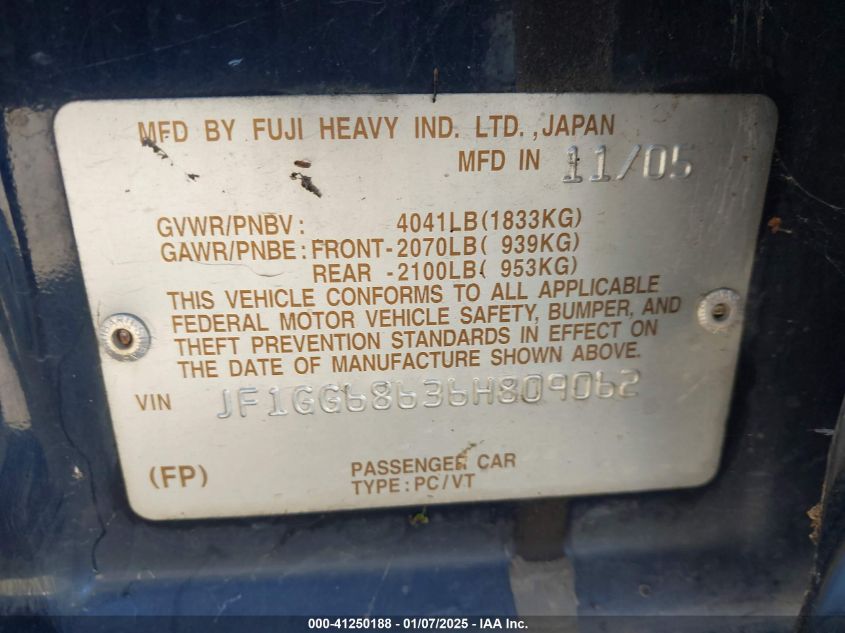 MFD BY FUJI HEAVY IND. LTD., JAPAN
MFD IN 11/05
GVWR/PNBV: 4041LB(1833KG)
GAWR/PNBE: FRONT-2070LB( 939KG)
REAR -2100LB( 953KG)
THIS VEHICLE CONFORMS TO ALL APPLICABLE
FEDERAL MOTOR VEHICLE SAFETY, BUMPER, AND
THEFT PREVENTION STANDARDS IN EFFECT ON
THE DATE OF MANUFACTURE SHOWN ABOVE.
VIN JF1GG68636H809062
(FP)
PASSENGER CAR
TYPE: PC/VT
000-41250188 - 01/07/2025 - IAA Inc.